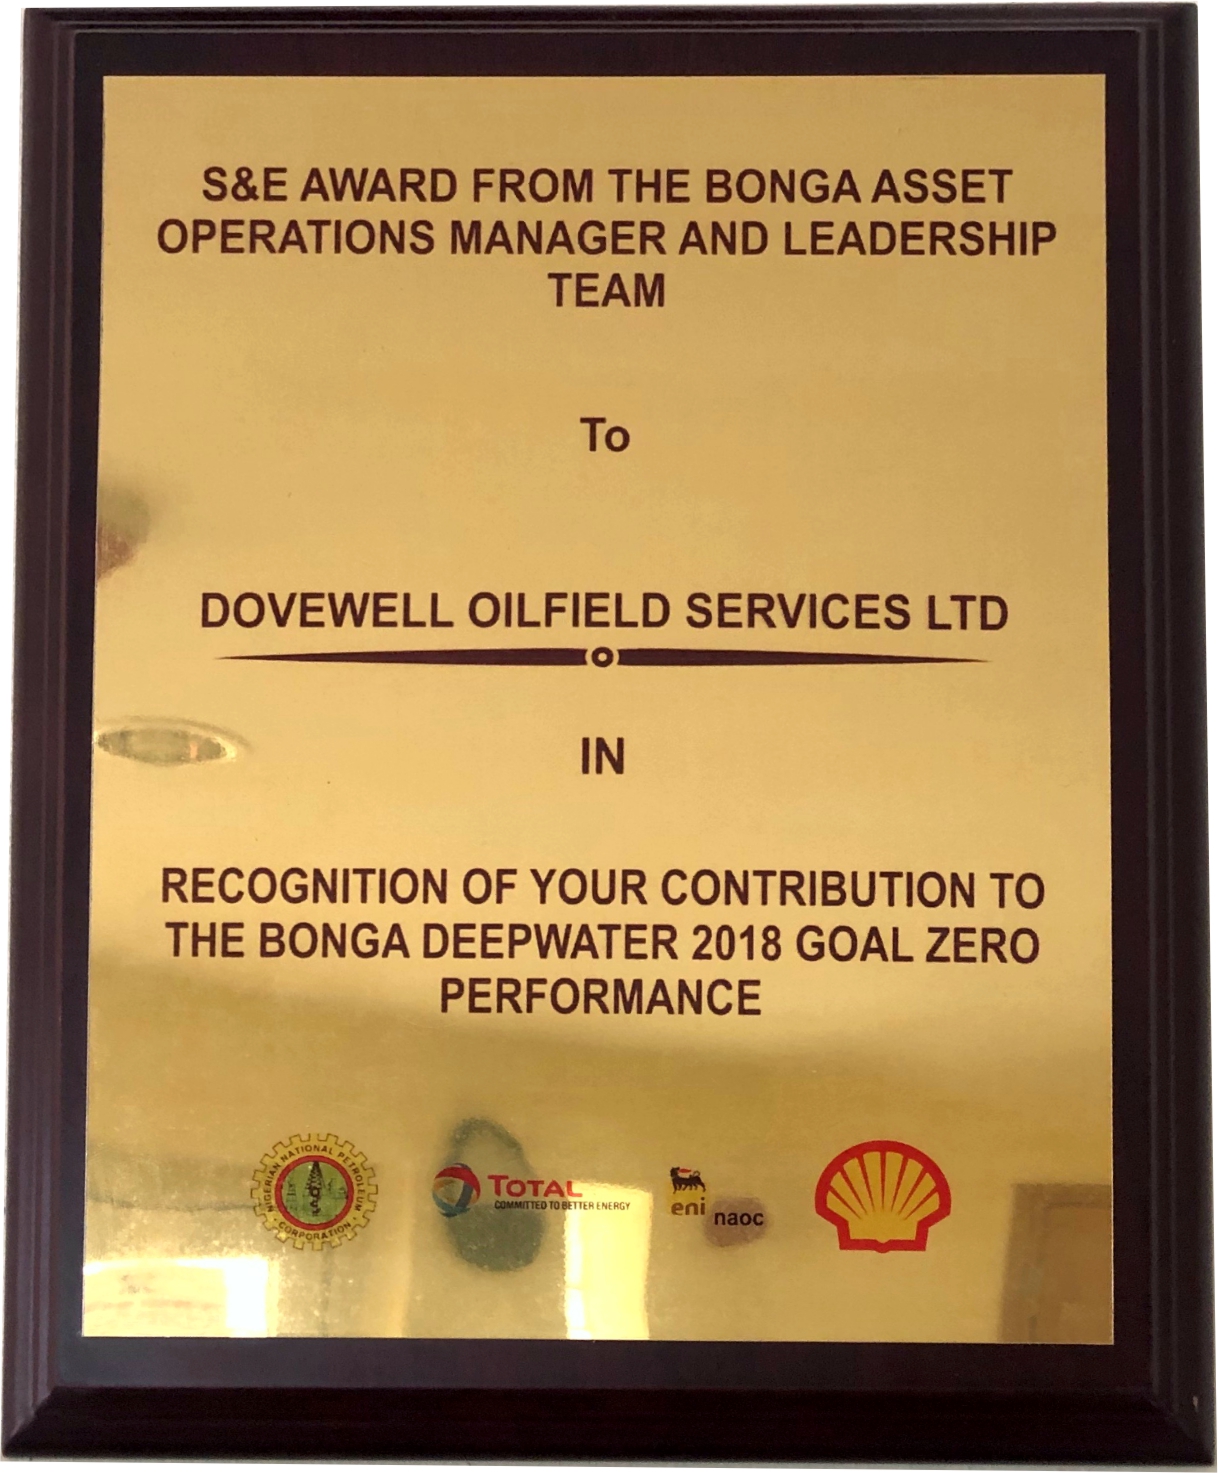 S&E AWARD FROM THE BONGA ASSET
OPERATIONS MANAGER AND LEADERSHIP
TEAM
To
DOVEWELL OILFIELD SERVICES LTD
IN
RECOGNITION OF YOUR CONTRIBUTION TO
THE BONGA DEEPWATER 2018 GOAL ZERO
PERFORMANCE
NIGERIAN NATIONAL PETROLEUM
CORPORATION
TOTAL
COMMITTED TO BETTER ENERGY
eni
naoc